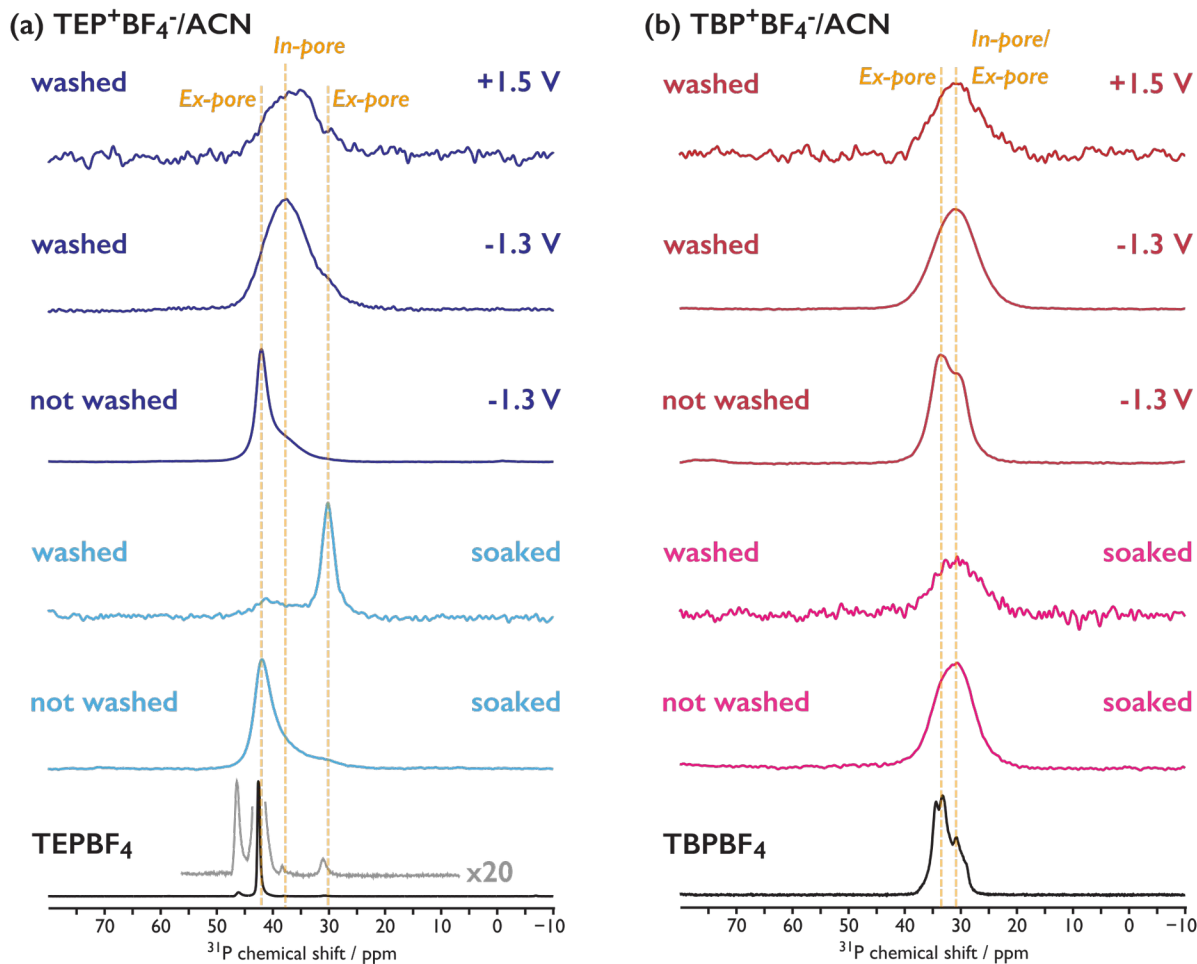 (a) TEP⁺BF₄⁻/ACN
In-pore
washed
Ex-pore
Ex-pore
+1.5 V
washed
-1.3 V
not washed
-1.3 V
washed
soaked
not washed
soaked
TEPBF₄
x20
70 60 50 40 30 20 10 0 −10
³¹P chemical shift / ppm
(b) TBP⁺BF₄⁻/ACN
In-pore/
Ex-pore
washed
Ex-pore
+1.5 V
washed
-1.3 V
not washed
-1.3 V
washed
soaked
not washed
soaked
TBPBF₄
70 60 50 40 30 20 10 0 -10
³¹P chemical shift / ppm